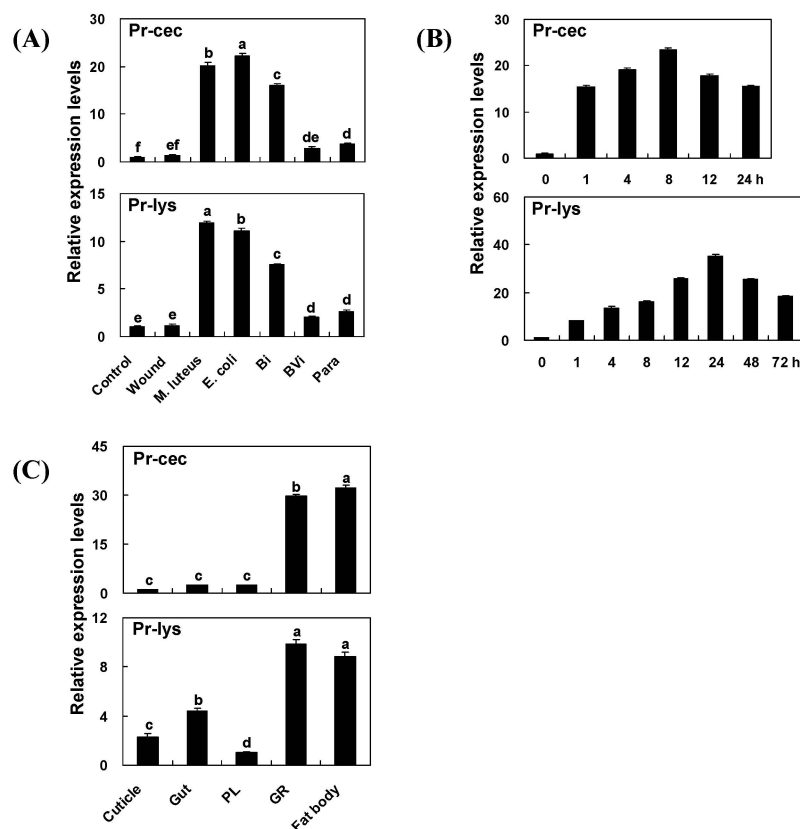 (A)
Relative expression levels
Pr-cec
30
20
10
0
f ef b a c de d
Pr-lys
15
10
5
0
e e a b c d d
Control Wound M. luteus E. coli Bi BVi Para
(B)
Relative expression levels
Pr-cec
30
20
10
0
0 1 4 8 12 24 h
Pr-lys
60
40
20
0
0 1 4 8 12 24 48 72 h
(C)
Relative expression levels
Pr-cec
45
30
15
0
c c c b a
Pr-lys
12
8
4
0
c b d a a
Cuticle Gut PL GR Fat body